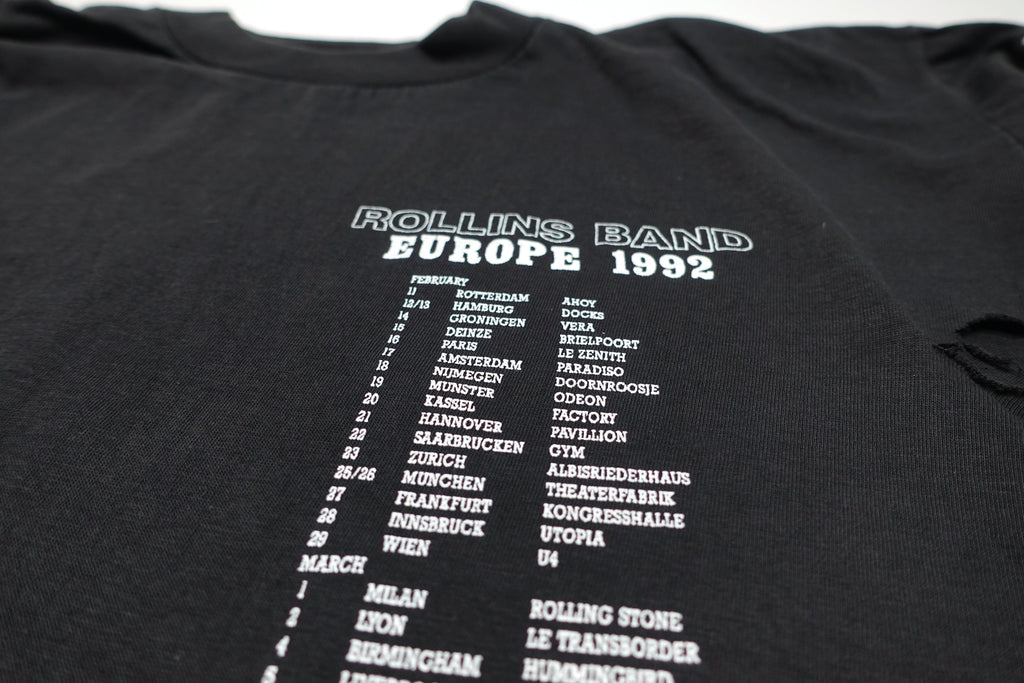 ROLLINS BAND
EUROPE 1992
FEBRUARY
11 ROTTERDAM AHOY
12/13 HAMBURG DOCKS
14 GRONINGEN VERA
15 DEINZE BRIELPOORT
16 PARIS LE ZENITH
17 AMSTERDAM PARADISO
18 NIJMEGEN DOORNROOSJE
19 MUNSTER ODEON
20 KASSEL FACTORY
21 HANNOVER PAVILLION
22 SAARBRUCKEN GYM
23 ZURICH ALBISRIEDERHAUS
25/26 MUNCHEN THEATERFABRIK
27 FRANKFURT KONGRESSHALLE
28 INNSBRUCK UTOPIA
29 WIEN U4
MARCH
1 MILAN ROLLING STONE
2 LYON LE TRANSBORDER
4 BIRMINGHAM HUMMINGBIRD